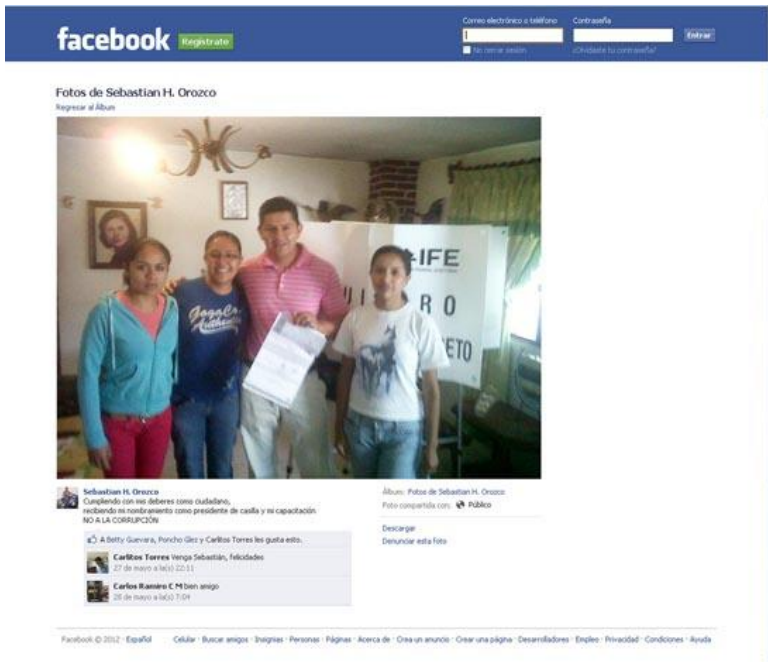 facebook
Regístrate
Correo electrónico o teléfono
Contraseña
Entrar
No cerrar sesión
¿Olvidaste tu contraseña?
Fotos de Sebastian H. Orozco
Regresar al Álbum
IFE
R O
ETO
GagaCo.
Authentic
Sebastian H. Orozco
Cumpliendo con mis deberes como ciudadano,
recibiendo mi nombramiento como presidente de casilla y mi capacitación
NO A LA CORRUPCIÓN
A Betty Guevara, Poncho Glez y Carlitos Torres les gusta esto.
Carlitos Torres Venga Sebastián, felicidades
27 de mayo a la(s) 22:11
Carlos Ramiro C M bien amigo
28 de mayo a la(s) 7:04
Álbum: Fotos de Sebastian H. Orozco
Foto compartida con: Público
Descargar
Denunciar esta foto
Facebook © 2012 · Español
Celular · Buscar amigos · Insignias · Personas · Páginas · Acerca de · Crea un anuncio · Crear una página · Desarrolladores · Empleo · Privacidad · Condiciones · Ayuda